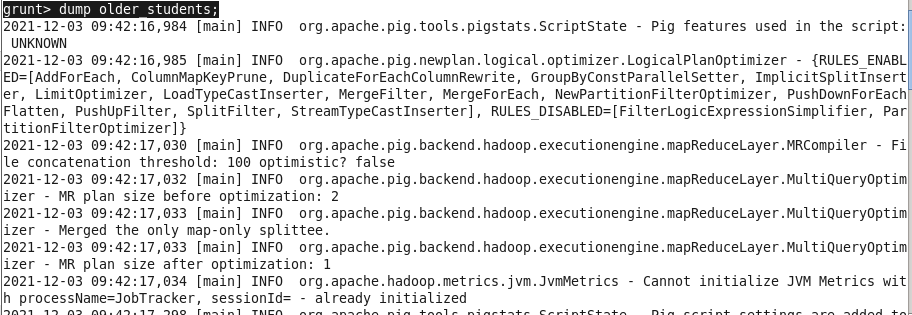 grunt> dump older_students;
2021-12-03 09:42:16,984 [main] INFO  org.apache.pig.tools.pigstats.ScriptState - Pig features used in the script:
 UNKNOWN
2021-12-03 09:42:16,985 [main] INFO  org.apache.pig.newplan.logical.optimizer.LogicalPlanOptimizer - {RULES_ENABL
ED=[AddForEach, ColumnMapKeyPrune, DuplicateForEachColumnRewrite, GroupByConstParallelSetter, ImplicitSplitInsert
er, LimitOptimizer, LoadTypeCastInserter, MergeFilter, MergeForEach, NewPartitionFilterOptimizer, PushDownForEach
Flatten, PushUpFilter, SplitFilter, StreamTypeCastInserter], RULES_DISABLED=[FilterLogicExpressionSimplifier, Par
titionFilterOptimizer]}
2021-12-03 09:42:17,030 [main] INFO  org.apache.pig.backend.hadoop.executionengine.mapReduceLayer.MRCompiler - Fi
le concatenation threshold: 100 optimistic? false
2021-12-03 09:42:17,032 [main] INFO  org.apache.pig.backend.hadoop.executionengine.mapReduceLayer.MultiQueryOptim
izer - MR plan size before optimization: 2
2021-12-03 09:42:17,033 [main] INFO  org.apache.pig.backend.hadoop.executionengine.mapReduceLayer.MultiQueryOptim
izer - Merged the only map-only splittee.
2021-12-03 09:42:17,033 [main] INFO  org.apache.pig.backend.hadoop.executionengine.mapReduceLayer.MultiQueryOptim
izer - MR plan size after optimization: 1
2021-12-03 09:42:17,034 [main] INFO  org.apache.hadoop.metrics.jvm.JvmMetrics - Cannot initialize JVM Metrics wit
h processName=JobTracker, sessionId= - already initialized
2021-12-03 09:42:17,298 [main] INFO  org.apache.pig.tools.pigstats.ScriptState - Pig script settings are added to